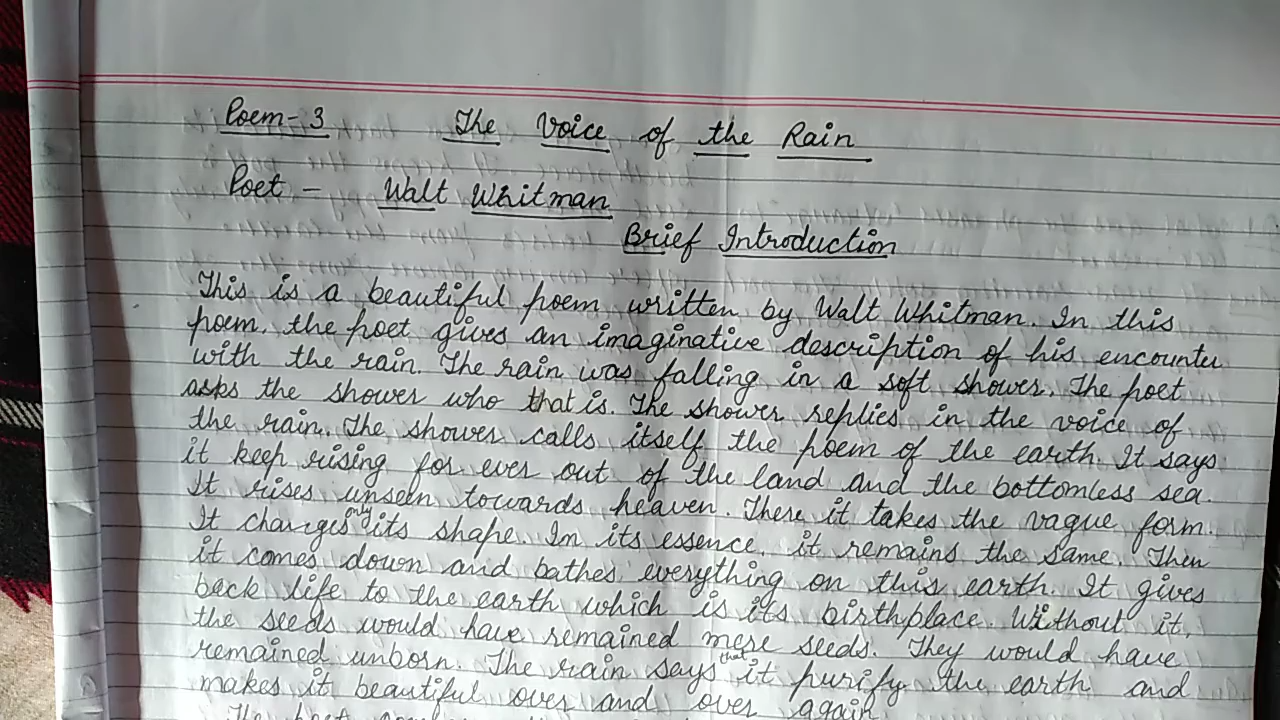 Poem-3 The Voice of the Rain
Poet - Walt Whitman
Brief Introduction
This is a beautiful poem written by Walt Whitman. In this
poem, the poet gives an imaginative description of his encounter
with the rain. The rain was falling in a soft shower. The poet
asks the shower who that is. The shower replies in the voice of
the rain. The shower calls itself the poem of the earth. It says
it keep rising for ever out of the land and the bottomless sea.
It rises unseen towards heaven. There it takes the vague form.
It changes only its shape. In its essence, it remains the same. Then
it comes down and bathes everything on this earth. It gives
back life to the earth which is its birthplace. Without it,
the seeds would have remained mere seeds. They would have
remained unborn. The rain says that it purify the earth and
makes it beautiful over and over again.
The poet